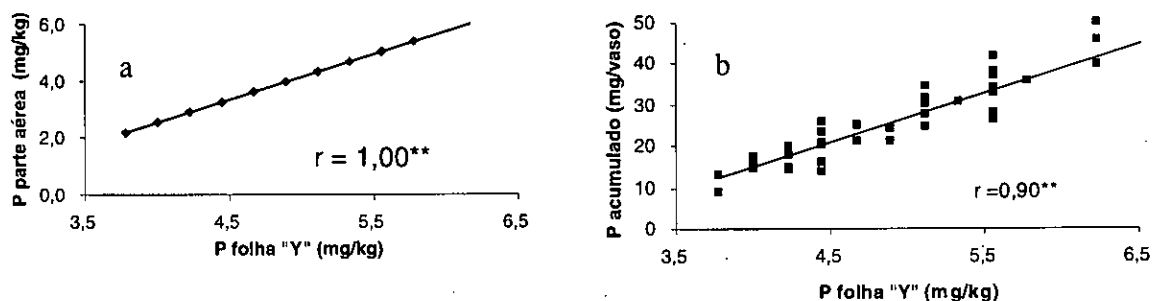 P parte aérea (mg/kg)
6,0
4,0
2,0
0,0
a
r = 1,00**
3,5
4,5
5,5
6,5
P folha "Y" (mg/kg)
P acumulado (mg/vaso)
50
40
30
20
10
0
b
r =0,90**
3,5
4,5
5,5
6,5
P folha "Y" (mg/kg)